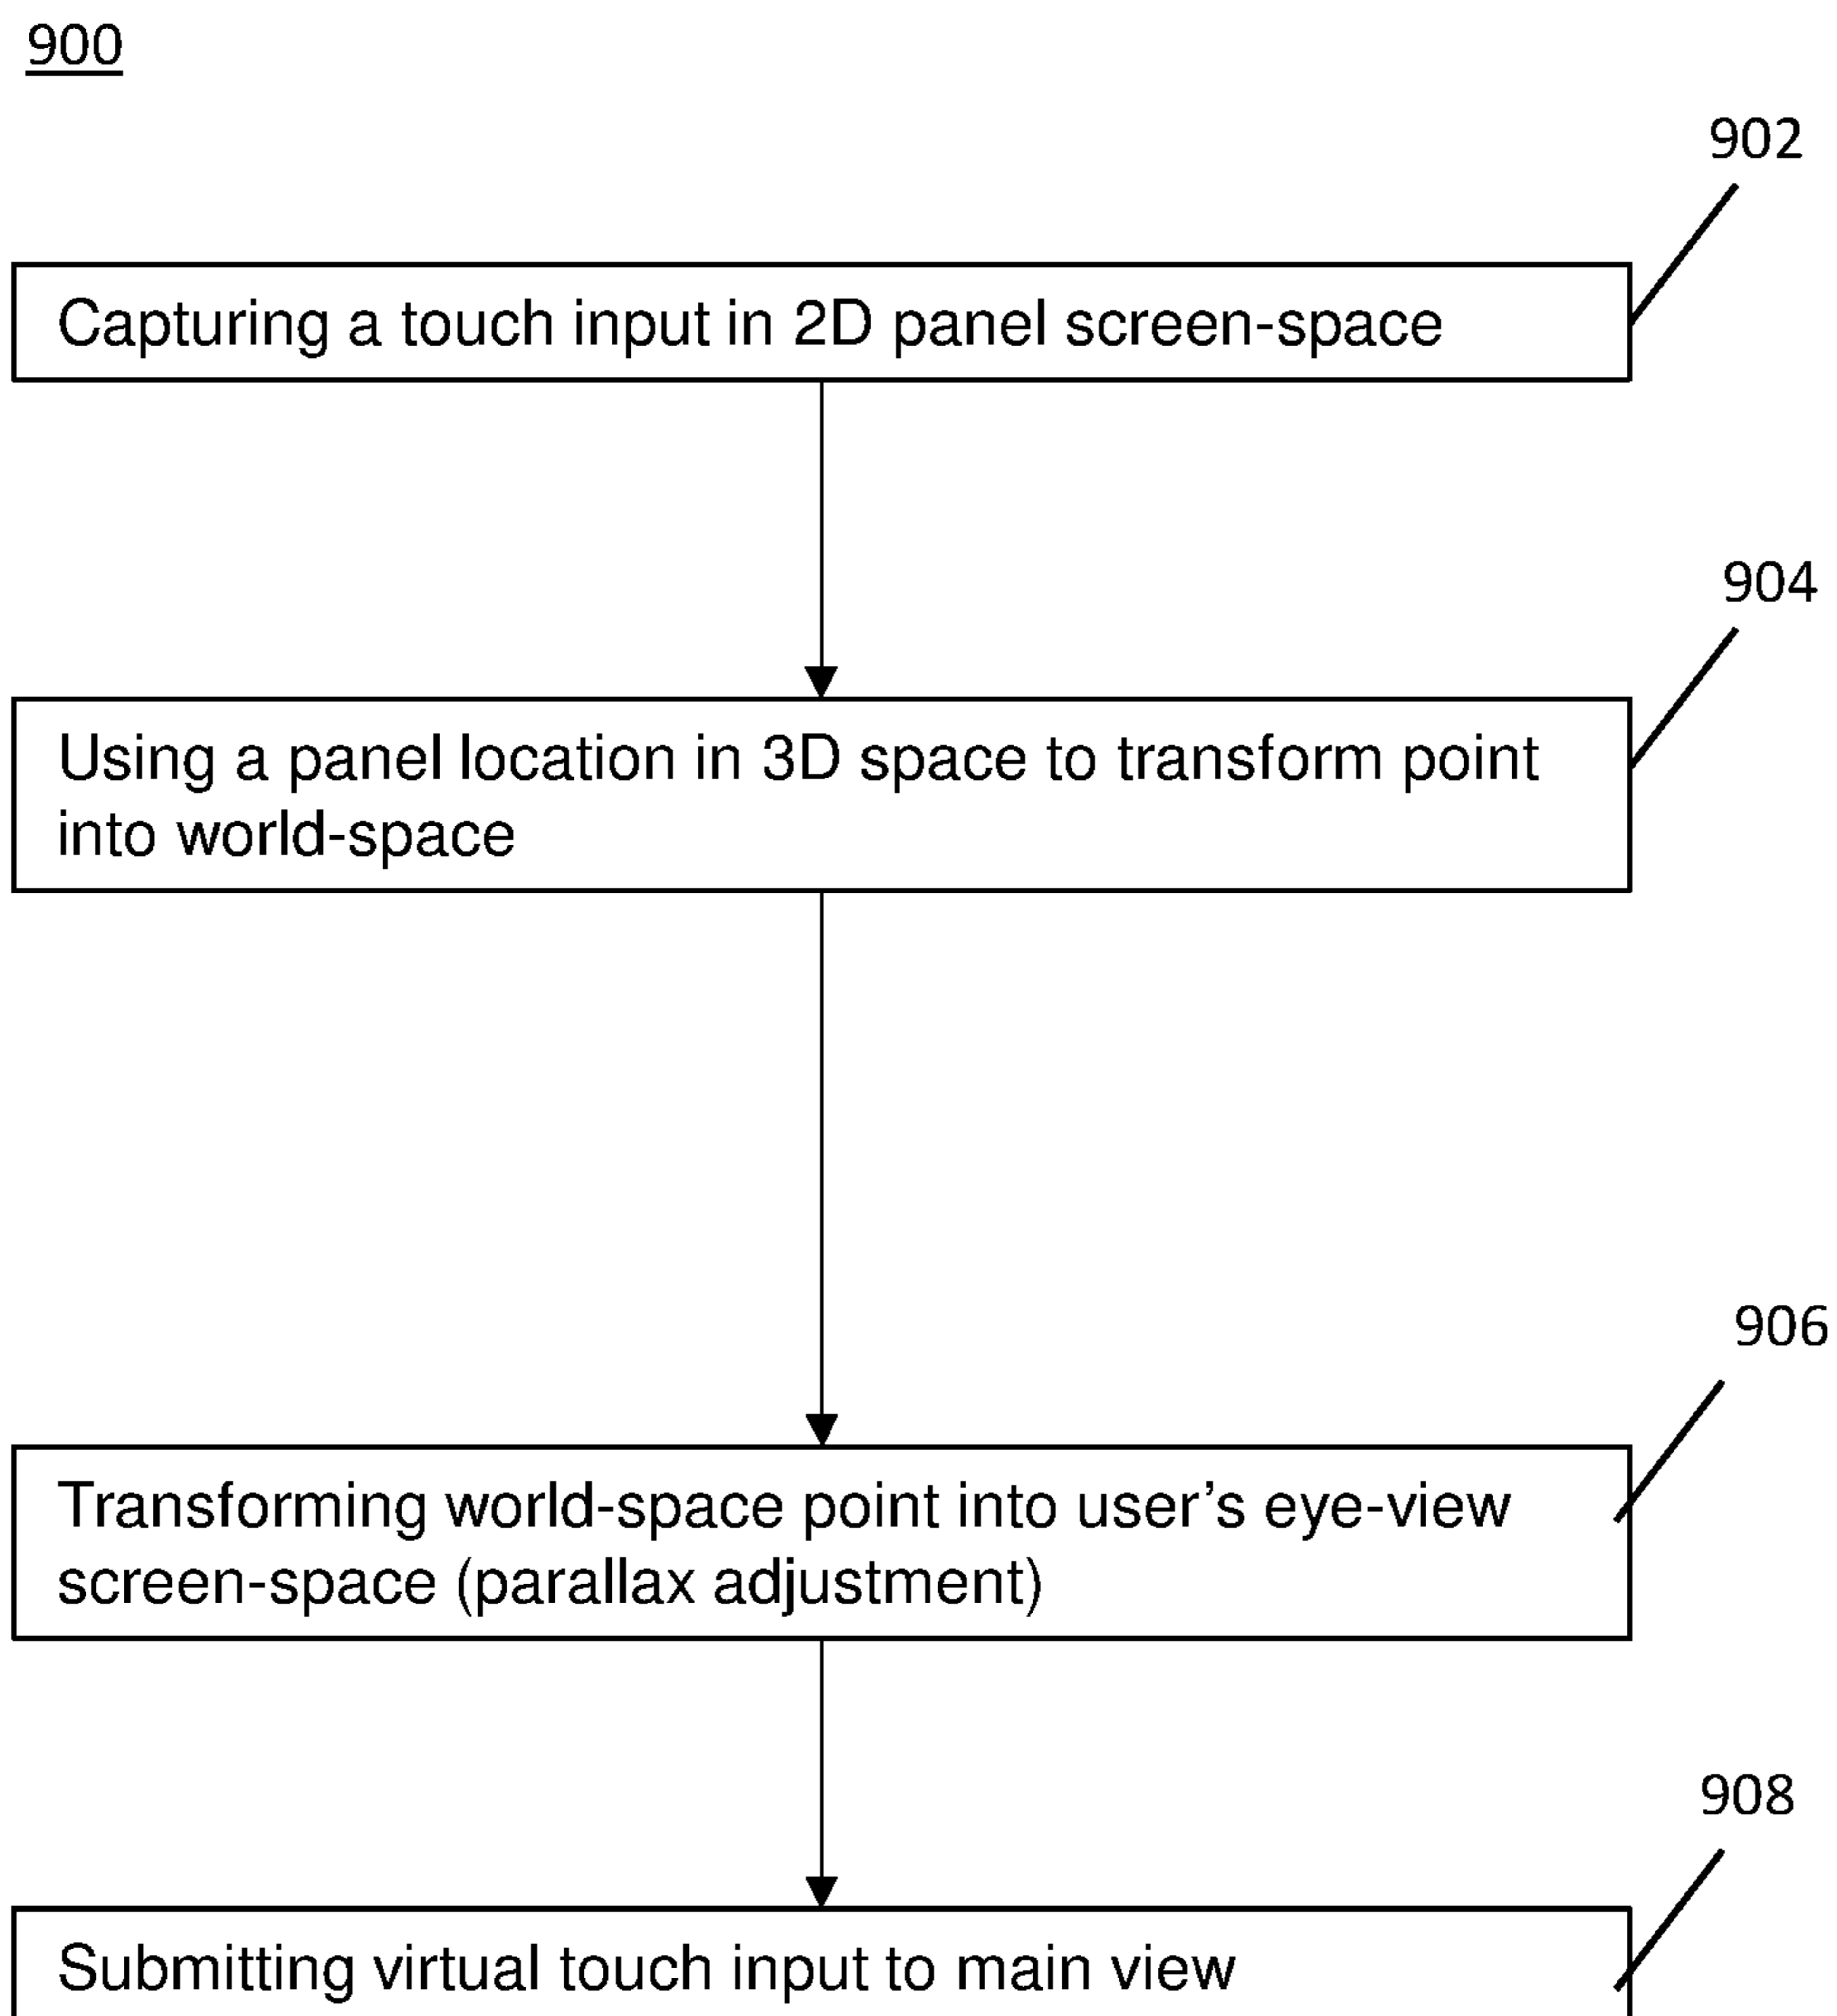 900
902
Capturing a touch input in 2D panel screen-space
904
Using a panel location in 3D space to transform point
into world-space
906
Transforming world-space point into user’s eye-view
screen-space (parallax adjustment)
908
Submitting virtual touch input to main view